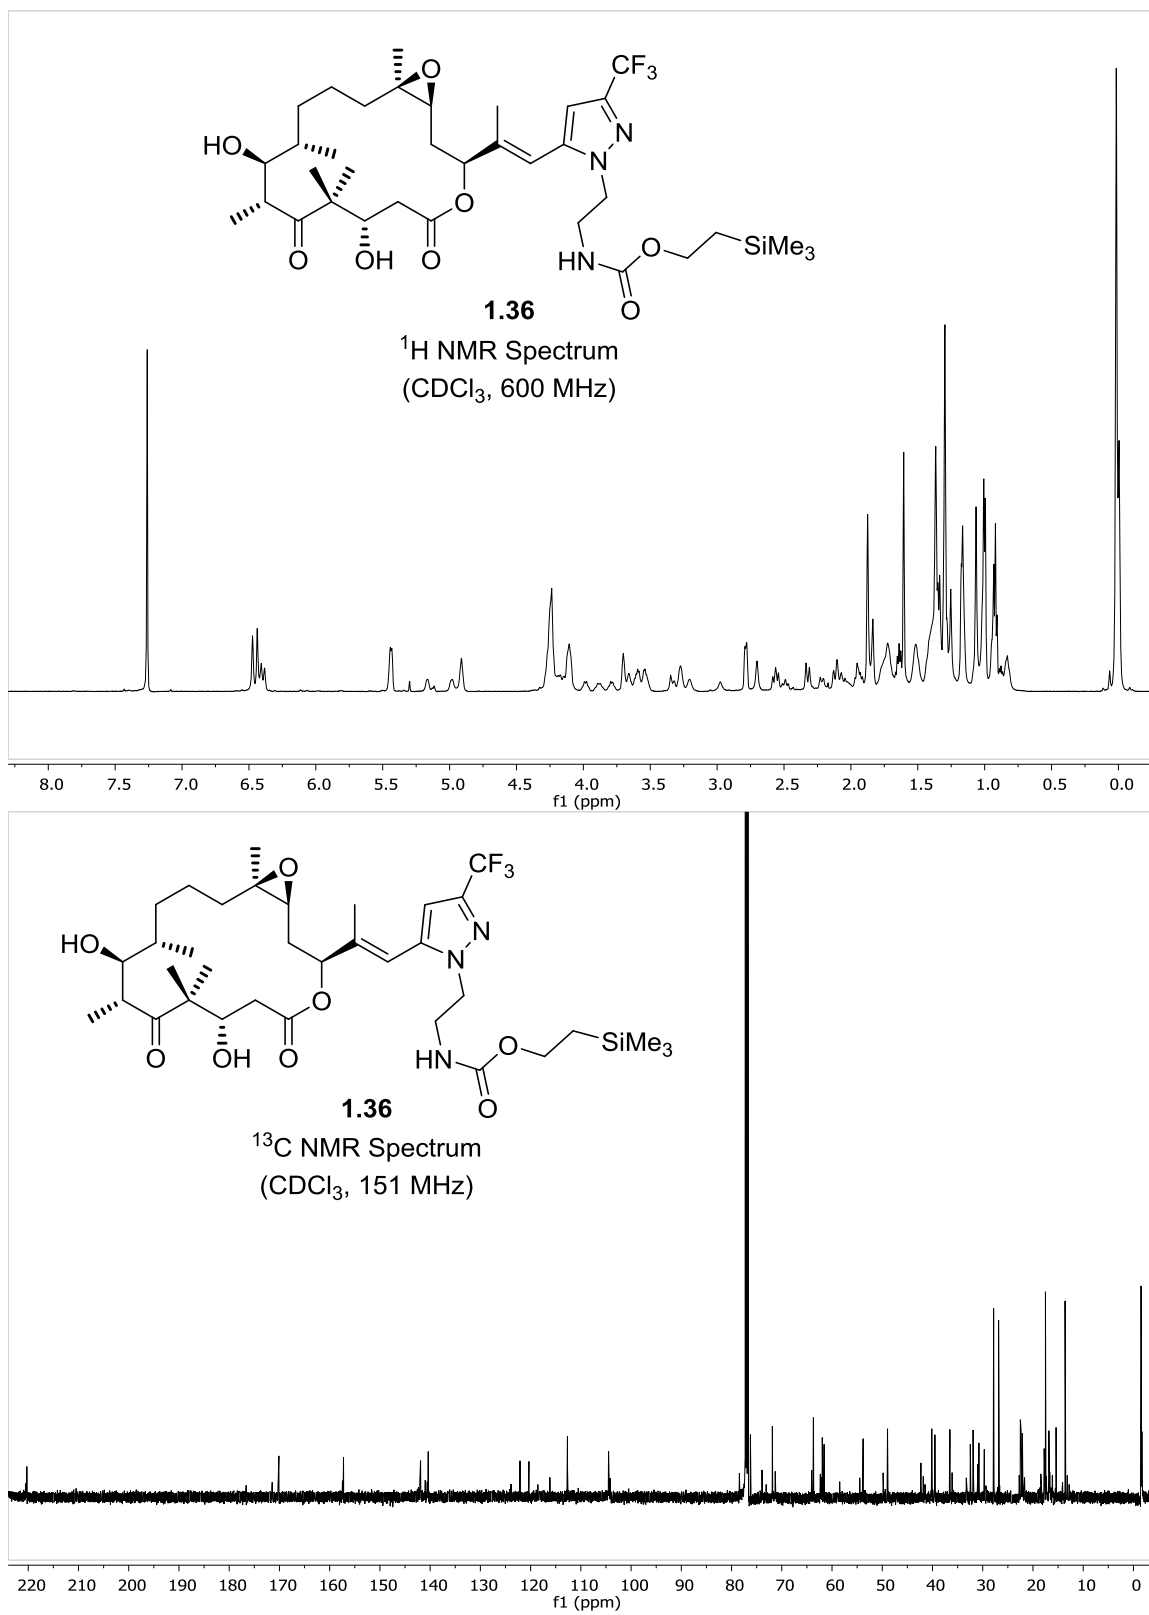 CF3
O
HO
N
N
O
O
OH
O
HN
O
SiMe3
O
1.36
1H NMR Spectrum
(CDCl3, 600 MHz)
8.0 7.5 7.0 6.5 6.0 5.5 5.0 4.5 4.0 3.5 3.0 2.5 2.0 1.5 1.0 0.5 0.0
f1 (ppm)
CF3
O
HO
N
N
O
O
OH
O
HN
O
SiMe3
O
1.36
13C NMR Spectrum
(CDCl3, 151 MHz)
220 210 200 190 180 170 160 150 140 130 120 110 100 90 80 70 60 50 40 30 20 10 0
f1 (ppm)